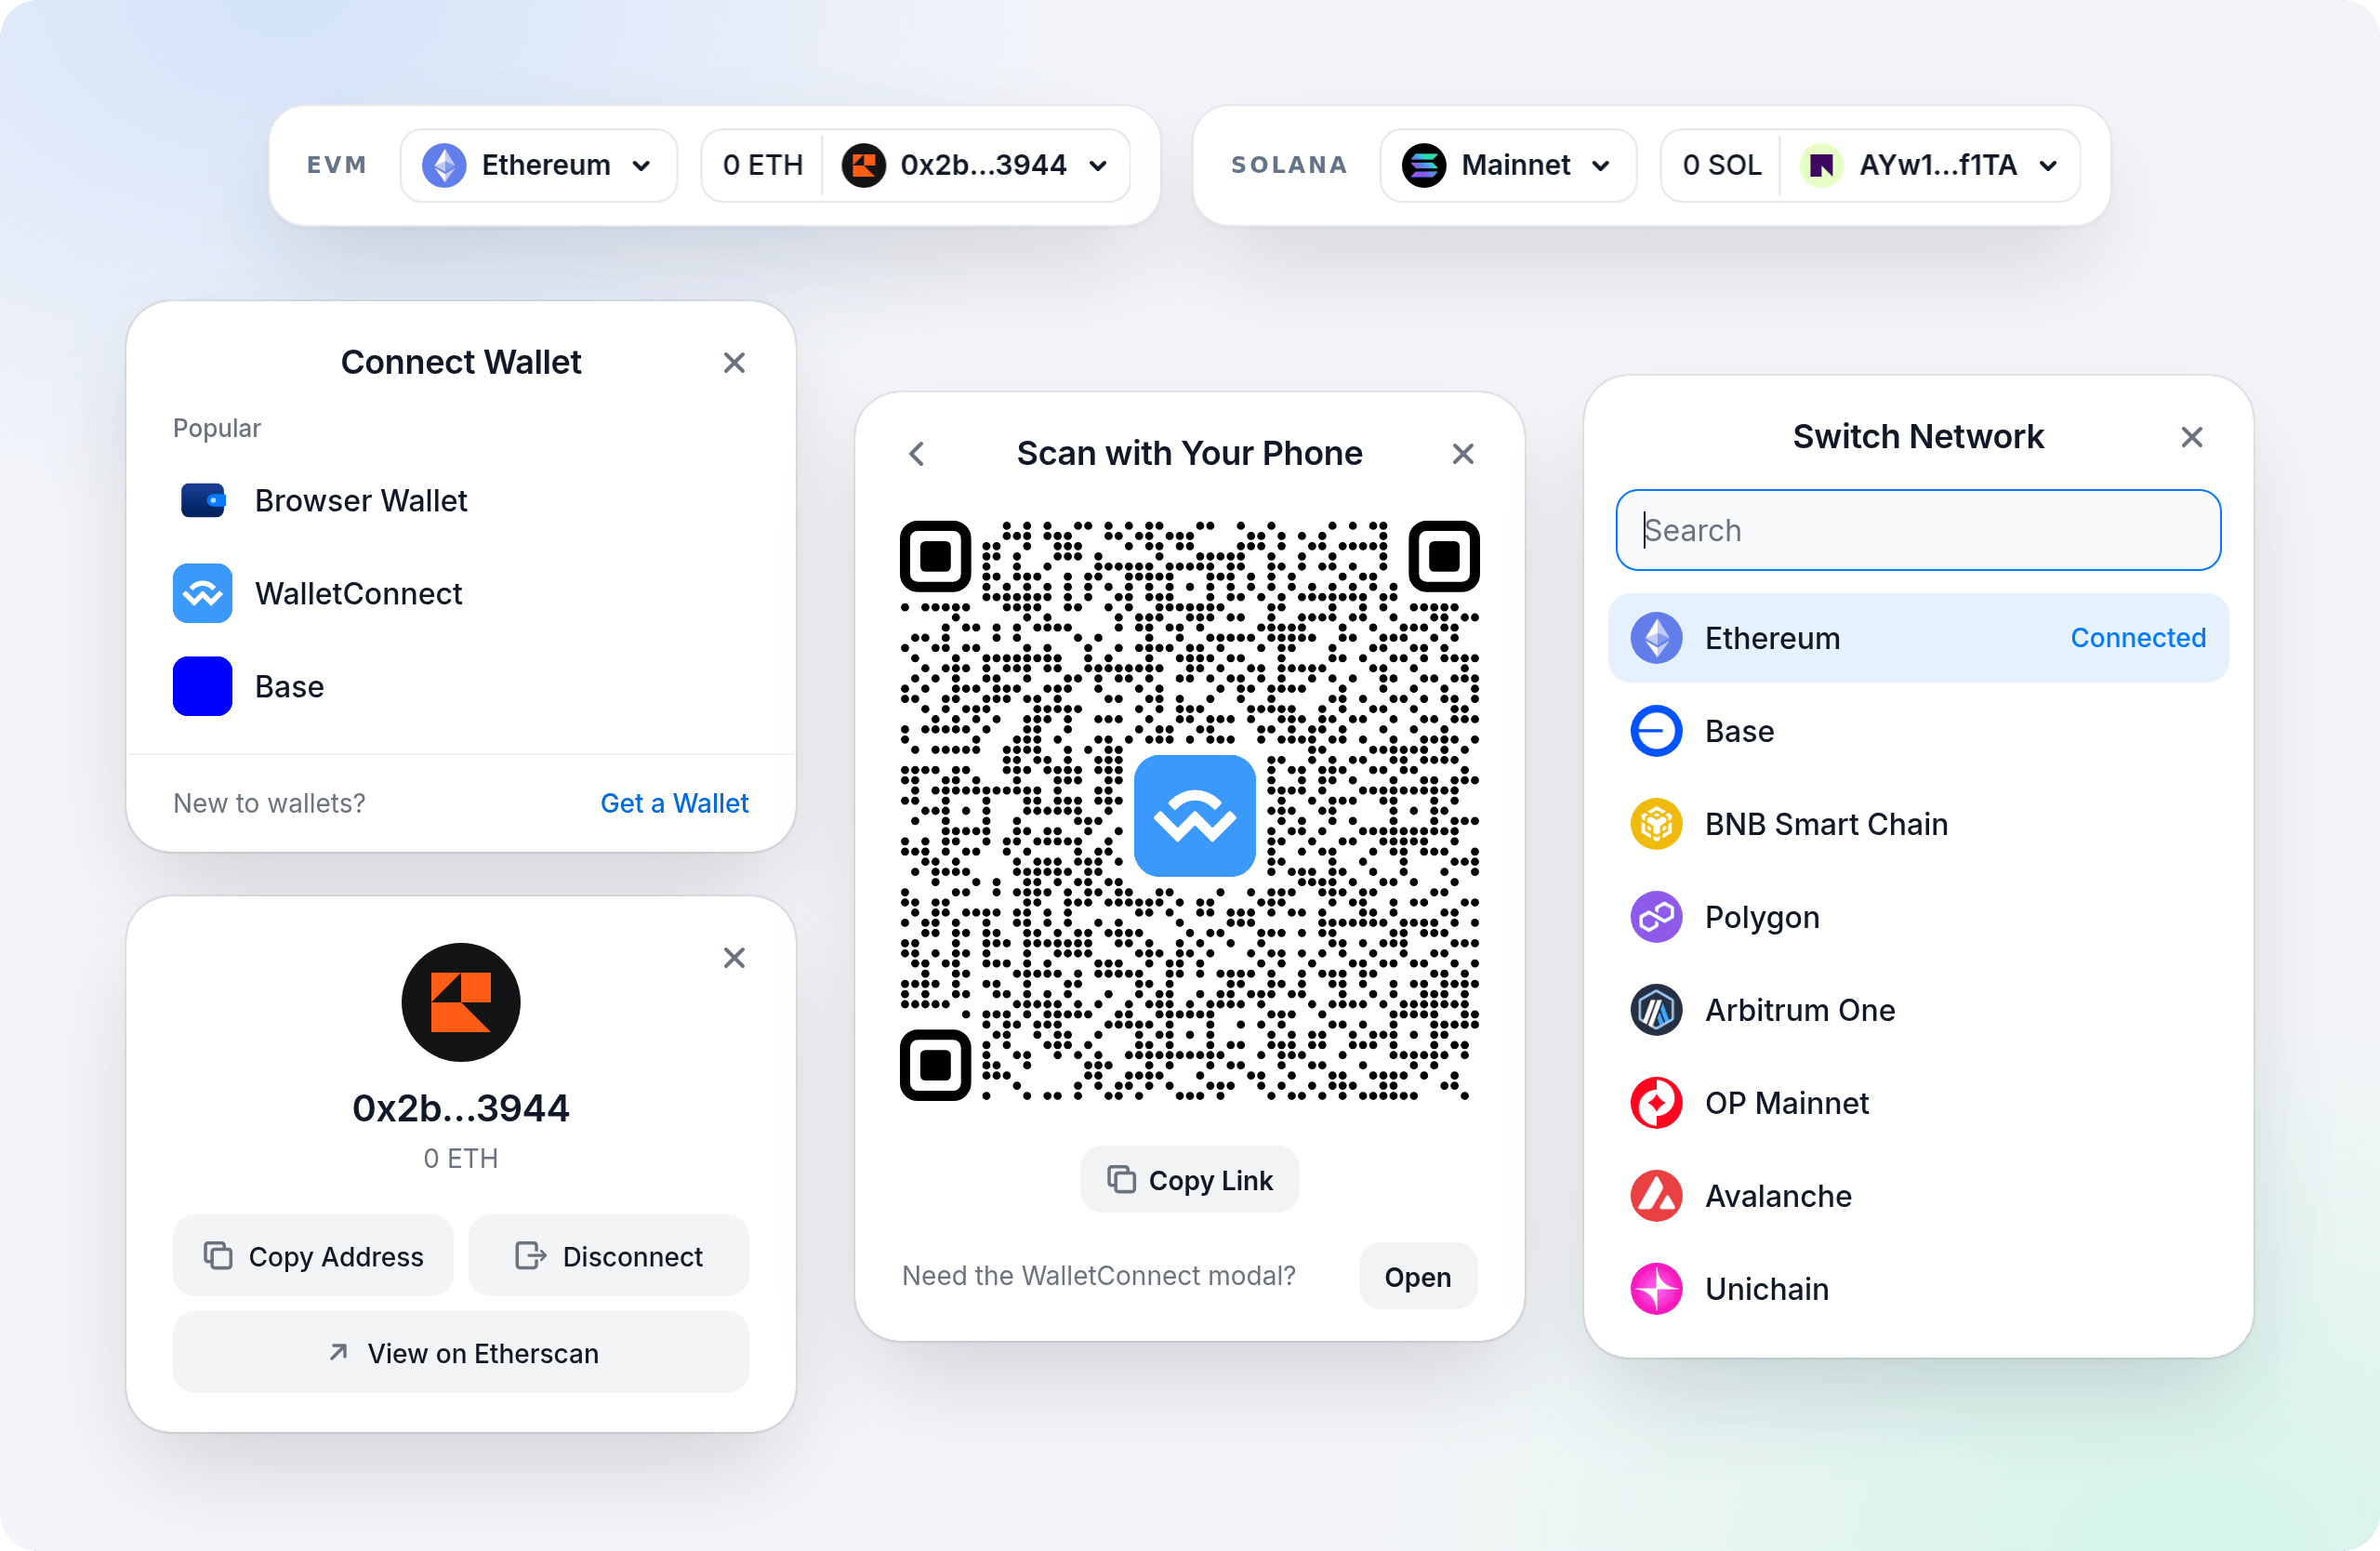 EVM
Ethereum
0 ETH
0x2b...3944
SOLANA
Mainnet
0 SOL
AYw1...f1TA
Connect Wallet
Popular
Browser Wallet
WalletConnect
Base
New to wallets?
Get a Wallet
0x2b...3944
0 ETH
Copy Address
Disconnect
View on Etherscan
Scan with Your Phone
Copy Link
Need the WalletConnect modal?
Open
Switch Network
Search
Ethereum
Connected
Base
BNB Smart Chain
Polygon
Arbitrum One
OP Mainnet
Avalanche
Unichain